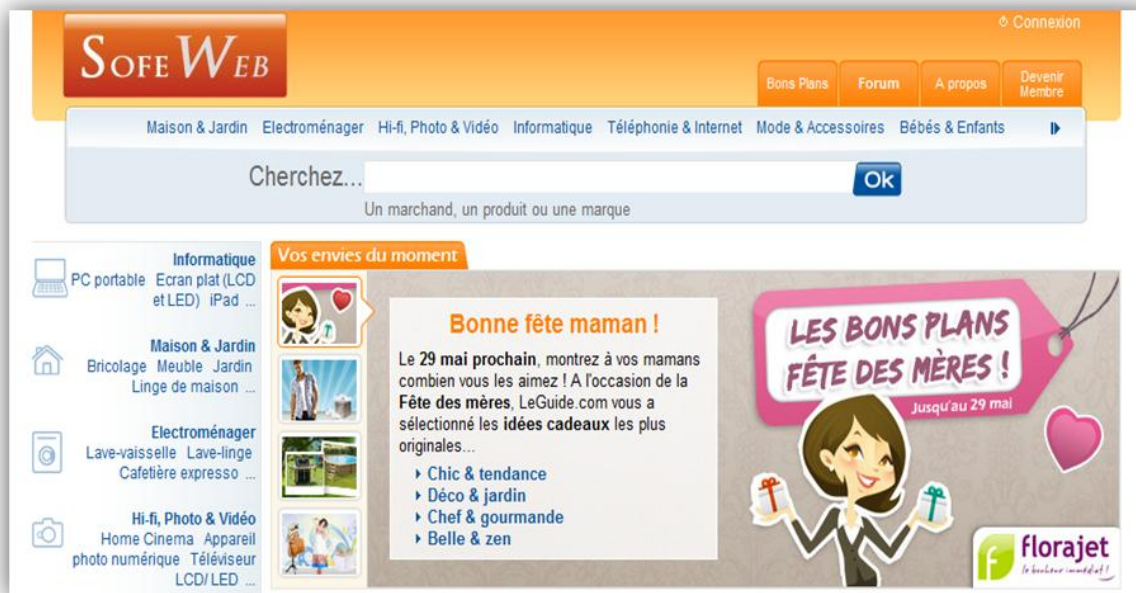 Connexion
SOFE WEB
Bons Plans
Forum
A propos
Devenir
Membre
Maison & Jardin Electroménager Hi-fi, Photo & Vidéo Informatique Téléphonie & Internet Mode & Accessoires Bébés & Enfants
Cherchez...
Ok
Un marchand, un produit ou une marque
Informatique
PC portable Ecran plat (LCD
et LED) iPad ...
Maison & Jardin
Bricolage Meuble Jardin
Linge de maison ...
Electroménager
Lave-vaisselle Lave-linge
Cafetière expresso ...
Hi-fi, Photo & Vidéo
Home Cinema Appareil
photo numérique Téléviseur
LCD/ LED ...
Vos envies du moment
Bonne fête maman !
Le 29 mai prochain, montrez à vos mamans
combien vous les aimez ! A l'occasion de la
Fête des mères, LeGuide.com vous a
sélectionné les idées cadeaux les plus
originales...
Chic & tendance
Déco & jardin
Chef & gourmande
Belle & zen
LES BONS PLANS
FÊTE DES MÈRES !
Jusqu'au 29 mai
florajet
le bonheur immédiat !